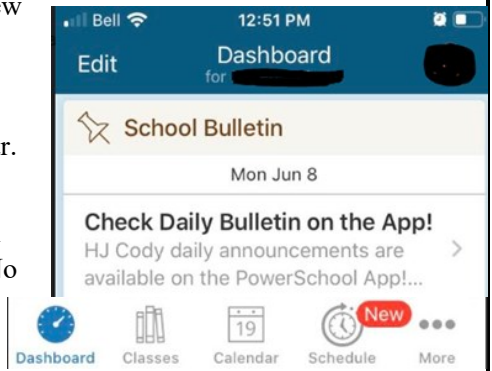 ew
Bell 12:51 PM
Edit Dashboard
for
r.
School Bulletin
Mon Jun 8
Check Daily Bulletin on the App!
HJ Cody daily announcements are
available on the PowerSchool App!...
19 New
Dashboard Classes Calendar Schedule More